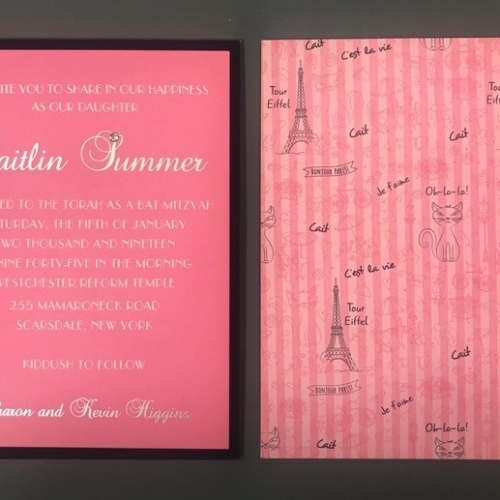 ITE YOU TO SHARE IN OUR HAPPINESS
AS OUR DAUGHTER
aitlin Summer
ED TO THE TORAH AS A BAT MITZVAH
TURDAY, THE FIFTH OF JANUARY
WO THOUSAND AND NINETEEN
NINE FORTY-FIVE IN THE MORNING
WESTCHESTER REFORM TEMPLE
255 MAMARONECK ROAD
SCARSDALE, NEW YORK
KIDDUSH TO FOLLOW
haron and Kevin Higgins
Cait
C'est la vie
Tour
Eiffel
To
Ei
Cait
Cait
BONJOUR PARIS!
Je t'aime
Oh-la-la!
Cait
C'est la vie
Tour
Eiffel
Cait
BONJOUR PARIS!
Je t'aime
Oh-la-la!
Cait